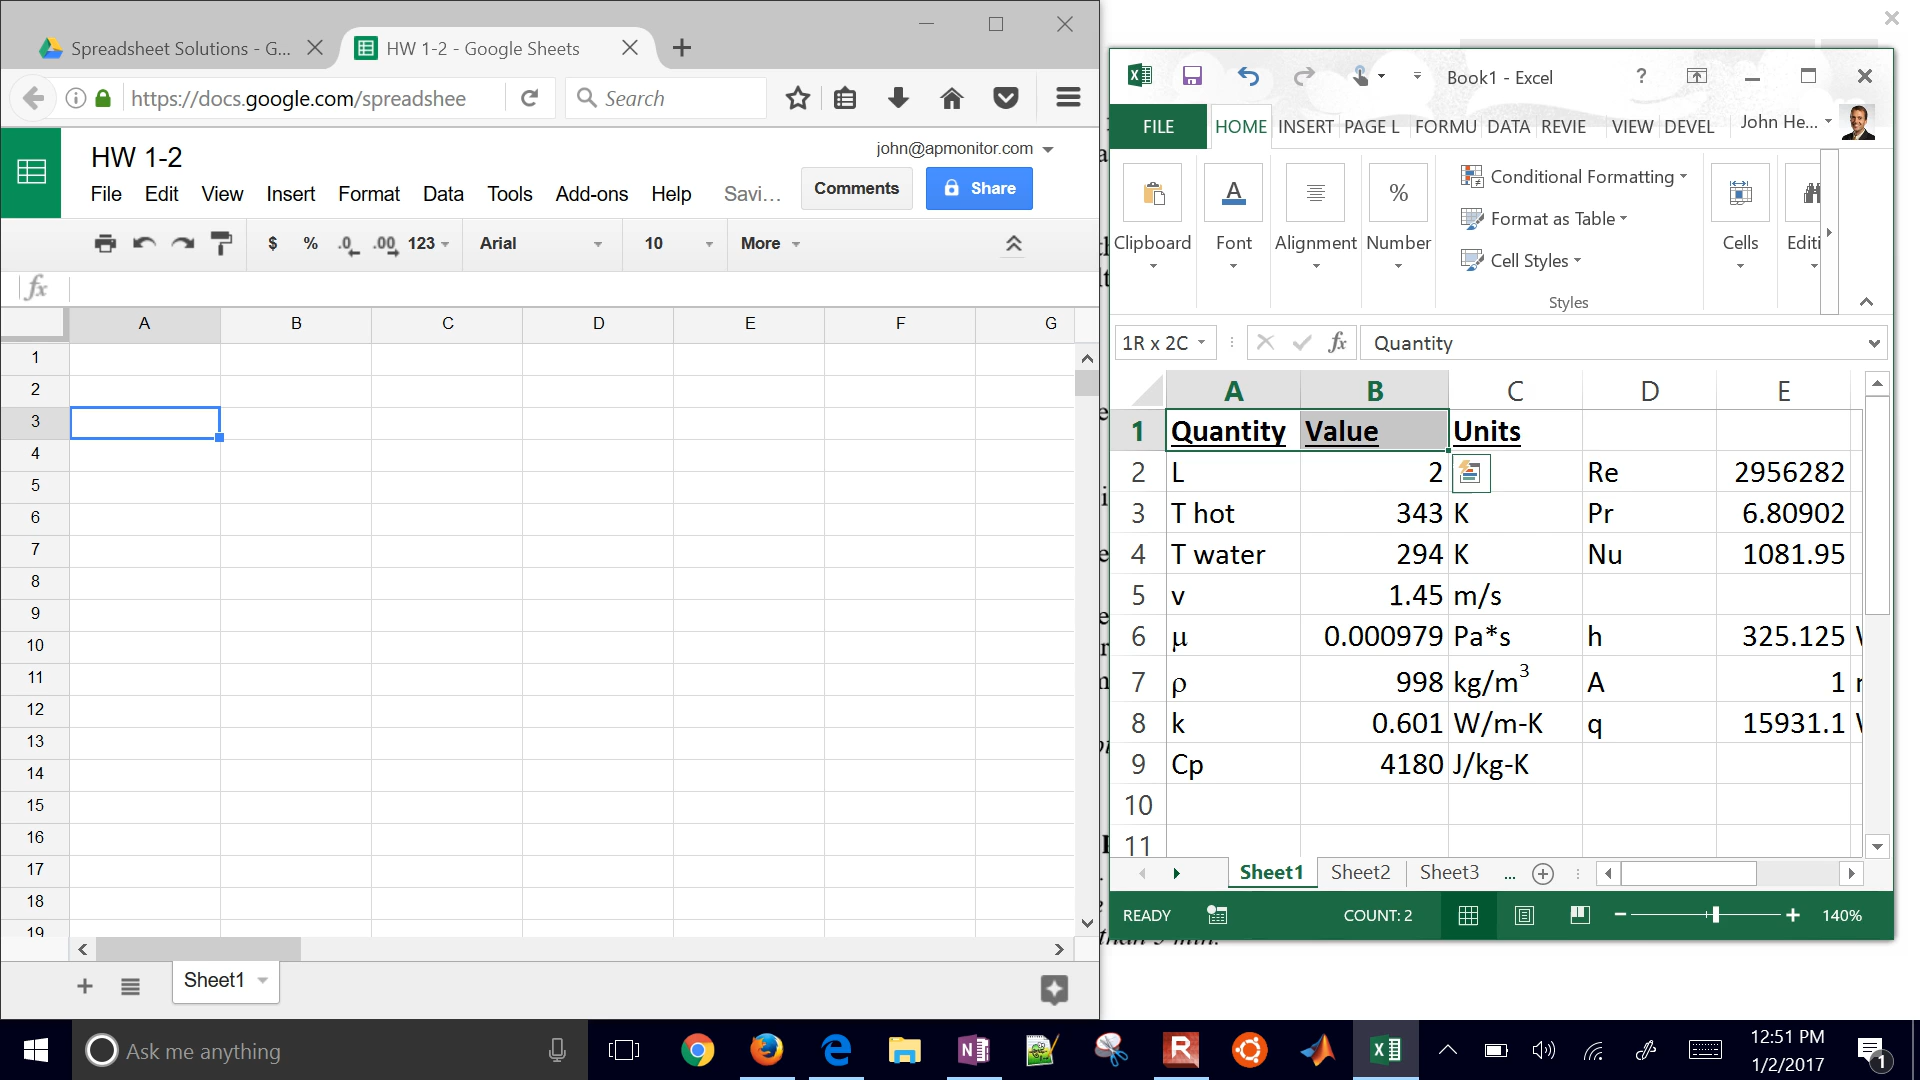 Spreadsheet Solutions - G...
HW 1-2 - Google Sheets
https://docs.google.com/spreadshee
Search
HW 1-2
john@apmonitor.com
File Edit View Insert Format Data Tools Add-ons Help Savi...
Comments
Share
$ % .0 .00 123 Arial 10 More
fx
A B C D E F G
1
2
3
4
5
6
7
8
9
10
11
12
13
14
15
16
17
18
19
Sheet1
Book1 - Excel
?
FILE HOME INSERT PAGE L FORMU DATA REVIE VIEW DEVEL John He...
Clipboard Font Alignment Number
%
Conditional Formatting
Format as Table
Cell Styles
Styles
Cells
Editi
1R x 2C fx Quantity
A B C D E
1 Quantity Value Units
2 L 2 Re 2956282
3 T hot 343 K Pr 6.80902
4 T water 294 K Nu 1081.95
5 v 1.45 m/s
6 μ 0.000979 Pa*s h 325.125
7 ρ 998 kg/m³ A 1
8 k 0.601 W/m-K q 15931.1
9 Cp 4180 J/kg-K
10
11
Sheet1 Sheet2 Sheet3 ...
READY COUNT: 2 140%
Ask me anything
12:51 PM
1/2/2017
1